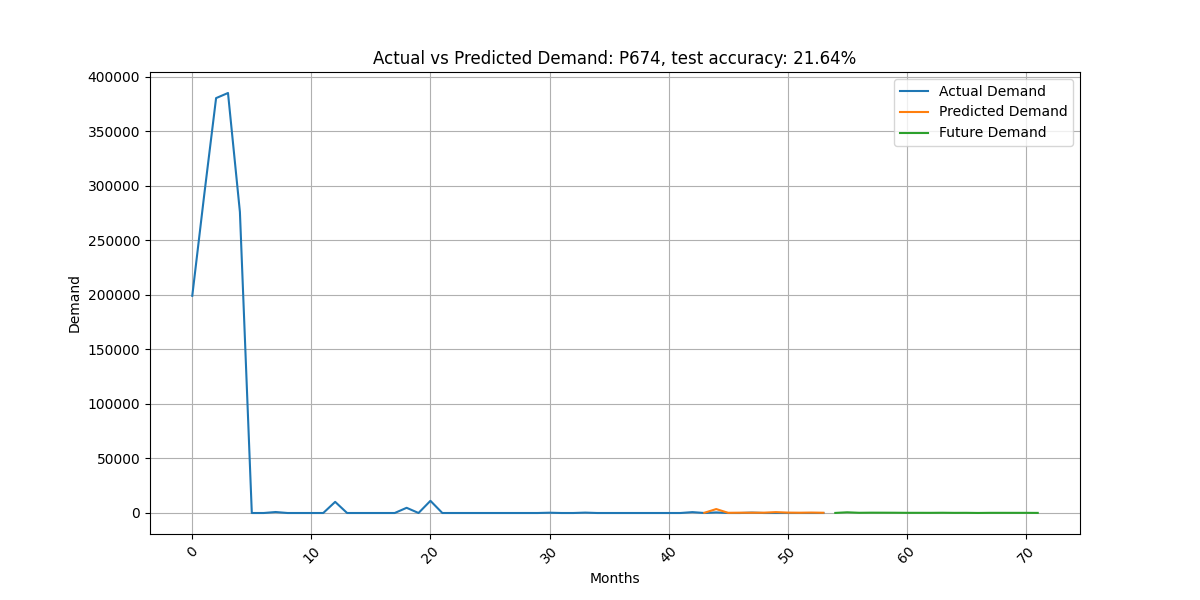 Actual vs Predicted Demand: P674, test accuracy: 21.64%
400000
350000
300000
250000
200000
150000
100000
50000
0
Demand
Actual Demand
Predicted Demand
Future Demand
0 10 20 30 40 50 60 70
Months